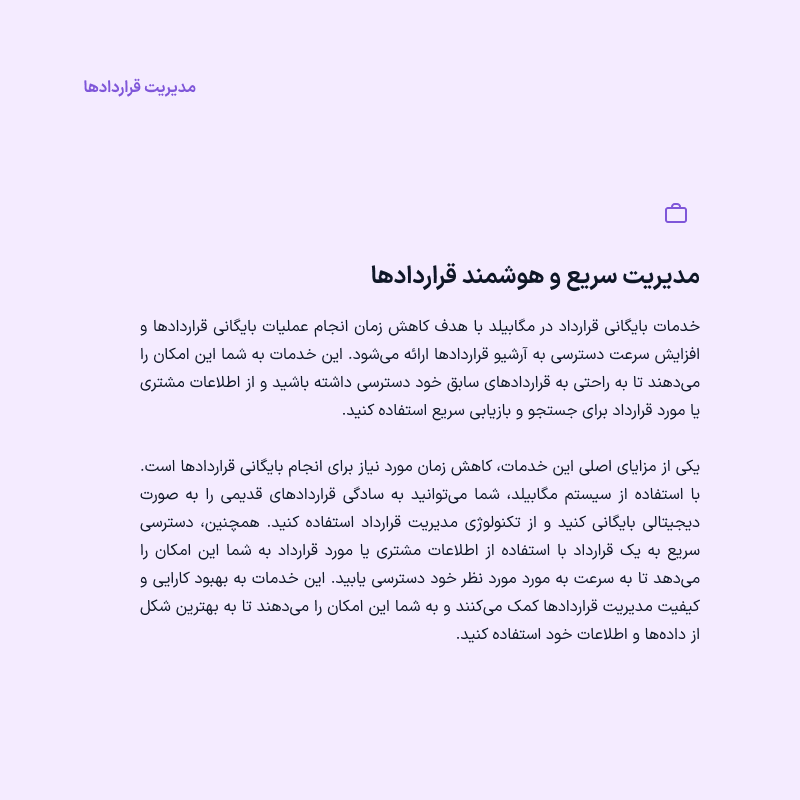 مدیریت قراردادها
مدیریت سریع و هوشمند قراردادها
خدمات بایگانی قرارداد در مگابیلد با هدف کاهش زمان انجام عملیات بایگانی قراردادها و
افزایش سرعت دسترسی به آرشیو قراردادها ارائه می‌شود. این خدمات به شما این امکان را
می‌دهند تا به راحتی به قراردادهای سابق خود دسترسی داشته باشید و از اطلاعات مشتری
یا مورد قرارداد برای جستجو و بازیابی سریع استفاده کنید.
یکی از مزایای اصلی این خدمات، کاهش زمان مورد نیاز برای انجام بایگانی قراردادها است.
با استفاده از سیستم مگابیلد، شما می‌توانید به سادگی قراردادهای قدیمی را به صورت
دیجیتالی بایگانی کنید و از تکنولوژی مدیریت قرارداد استفاده کنید. همچنین، دسترسی
سریع به یک قرارداد با استفاده از اطلاعات مشتری یا مورد قرارداد به شما این امکان را
می‌دهد تا به سرعت به مورد مورد نظر خود دسترسی یابید. این خدمات به بهبود کارایی و
کیفیت مدیریت قراردادها کمک می‌کنند و به شما این امکان را می‌دهند تا به بهترین شکل
از داده‌ها و اطلاعات خود استفاده کنید.